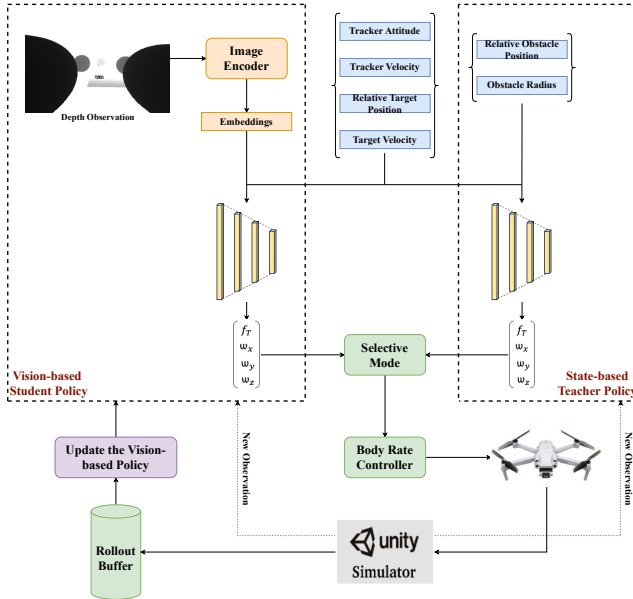 Image
Encoder
Depth Observation
Embeddings
Tracker Attitude
Tracker Velocity
Relative Target
Position
Target Velocity
Relative Obstacle
Position
Obstacle Radius
f_T
ω_x
ω_y
ω_z
Selective
Mode
f_T
ω_x
ω_y
ω_z
Vision-based
Student Policy
State-based
Teacher Policy
Update the Vision-
based Policy
New Observation
Body Rate
Controller
New Observation
Rollout
Buffer
unity
Simulator